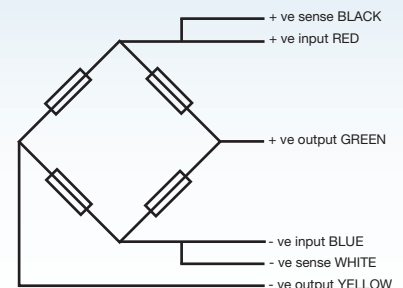 + ve sense BLACK
+ ve input RED
+ ve output GREEN
- ve input BLUE
- ve sense WHITE
- ve output YELLOW